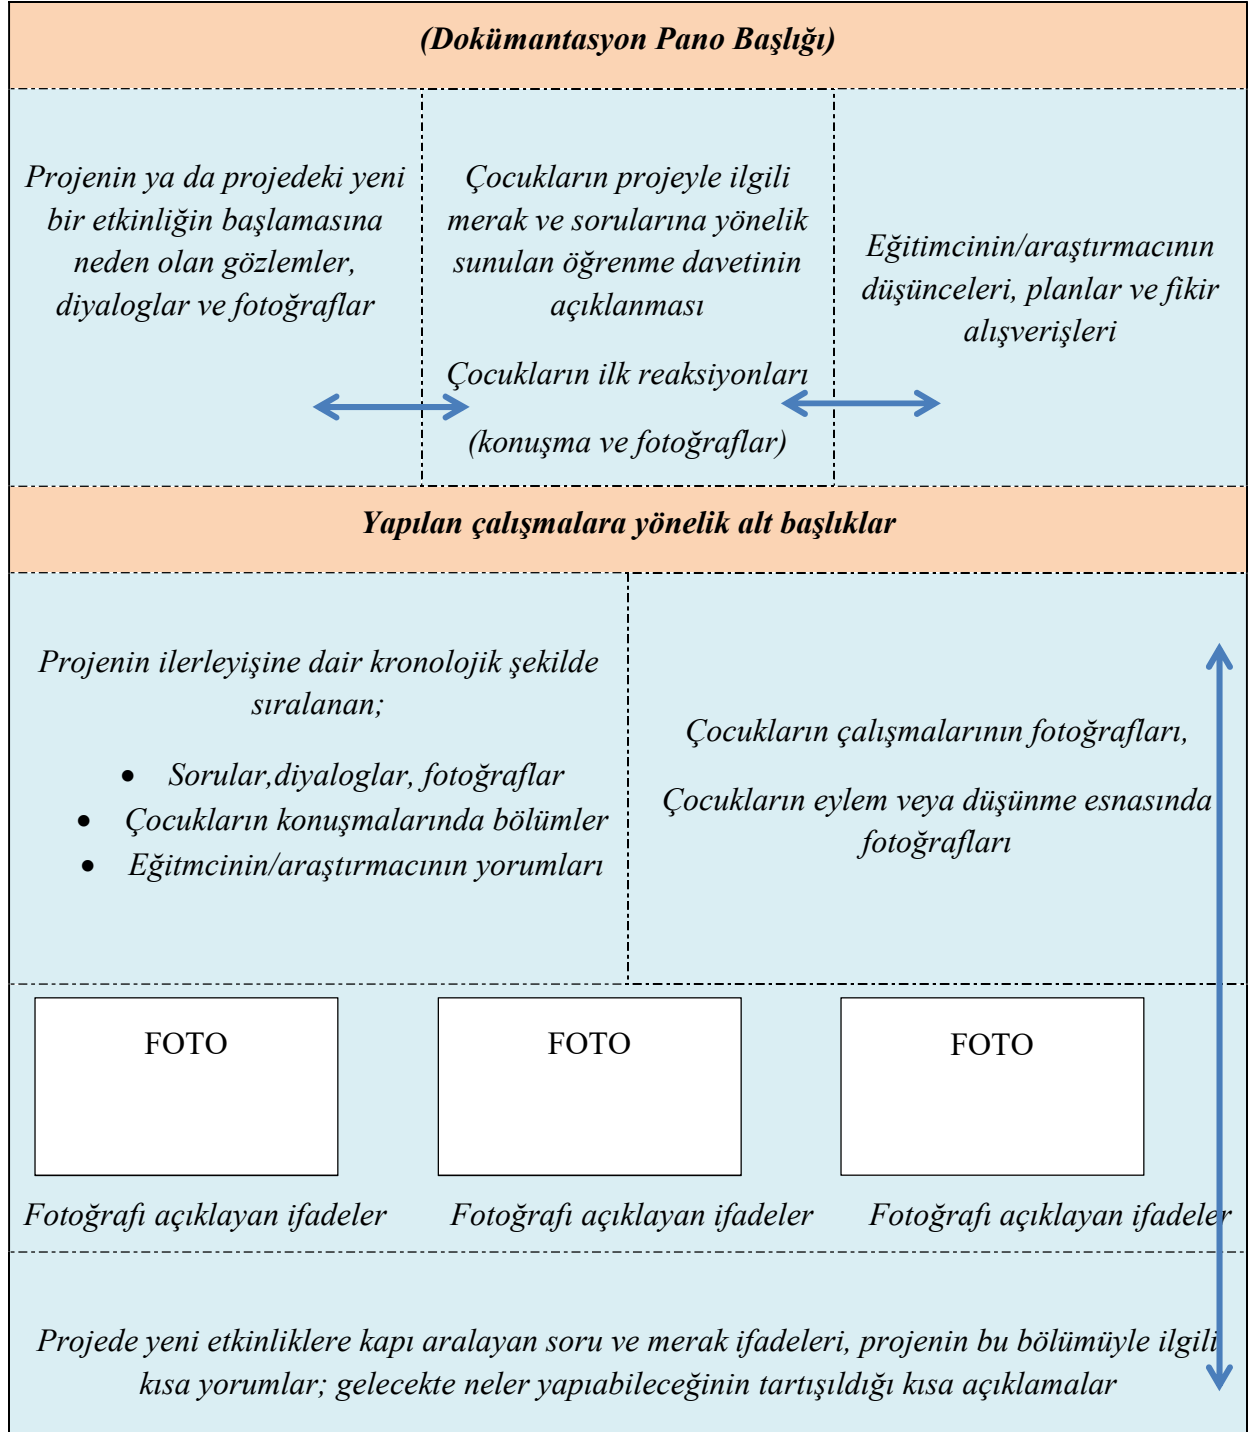 (Dokümantasyon Pano Başlığı)
Projenin ya da projedeki yeni
bir etkinliğin başlamasına
neden olan gözlemler,
diyaloglar ve fotoğraflar
Çocukların projeyle ilgili
merak ve sorularına yönelik
sunulan öğrenme davetinin
açıklanması
Çocukların ilk reaksiyonları
(konuşma ve fotoğraflar)
Eğitimcinin/araştırmacının
düşünceleri, planlar ve fikir
alışverişleri
Yapılan çalışmalara yönelik alt başlıklar
Projenin ilerleyişine dair kronolojik şekilde
sıralanan;
• Sorular,diyaloglar, fotoğraflar
• Çocukların konuşmalarında bölümler
• Eğitmcinin/araştırmacının yorumları
Çocukların çalışmalarının fotoğrafları,
Çocukların eylem veya düşünme esnasında
fotoğrafları
FOTO
FOTO
FOTO
Fotoğrafı açıklayan ifadeler
Fotoğrafı açıklayan ifadeler
Fotoğrafı açıklayan ifadeler
Projede yeni etkinliklere kapı aralayan soru ve merak ifadeleri, projenin bu bölümüyle ilgili
kısa yorumlar; gelecekte neler yapıabileceğinin tartışıldığı kısa açıklamalar